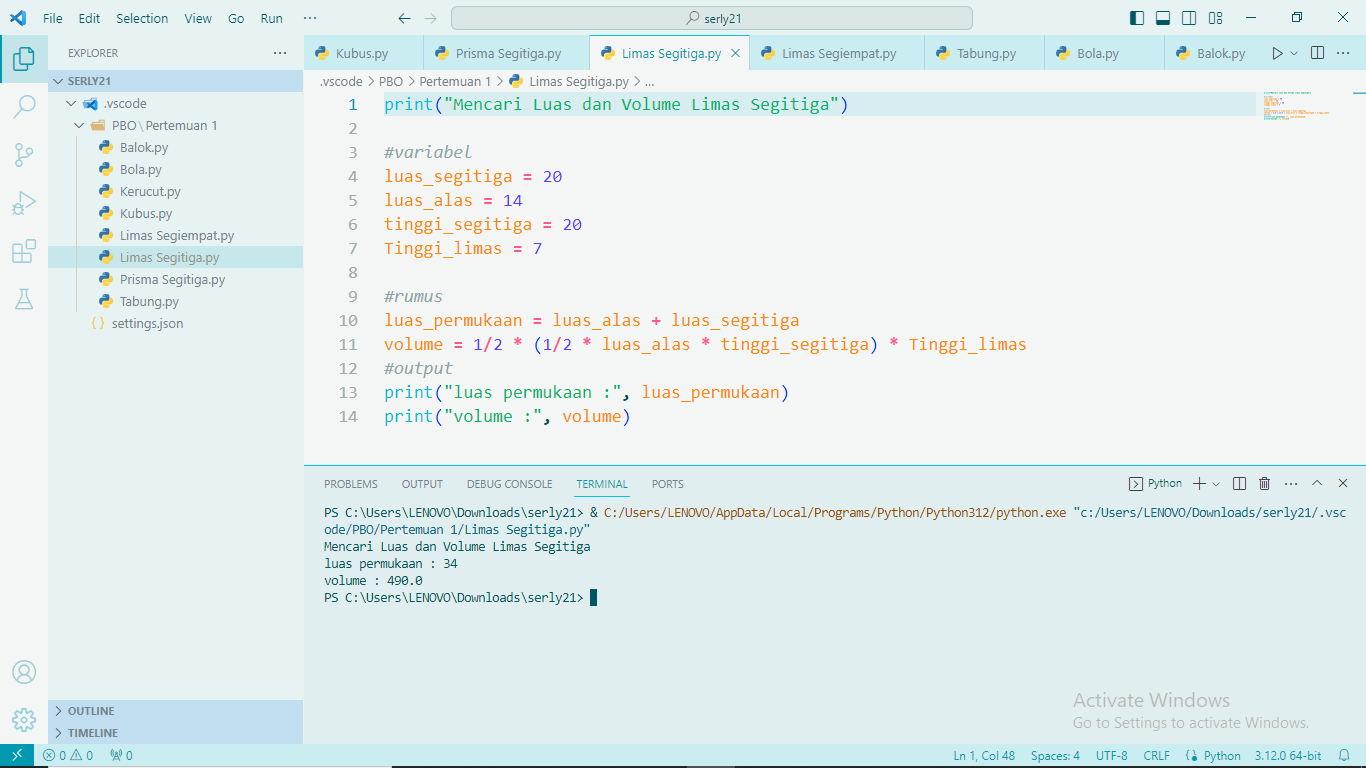 File Edit Selection View Go Run ··· serly21
EXPLORER ···
SERLY21
.vscode
PBO \ Pertemuan 1
Balok.py
Bola.py
Kerucut.py
Kubus.py
Limas Segiempat.py
Limas Segitiga.py
Prisma Segitiga.py
Tabung.py
{ } settings.json
OUTLINE
TIMELINE
Kubus.py Prisma Segitiga.py Limas Segitiga.py Limas Segiempat.py Tabung.py Bola.py Balok.py ···
.vscode > PBO > Pertemuan 1 > Limas Segitiga.py > ...
1 print("Mencari Luas dan Volume Limas Segitiga")
2
3 #variabel
4 luas_segitiga = 20
5 luas_alas = 14
6 tinggi_segitiga = 20
7 Tinggi_limas = 7
8
9 #rumus
10 luas_permukaan = luas_alas + luas_segitiga
11 volume = 1/2 * (1/2 * luas_alas * tinggi_segitiga) * Tinggi_limas
12 #output
13 print("luas permukaan :", luas_permukaan)
14 print("volume :", volume)
PROBLEMS OUTPUT DEBUG CONSOLE TERMINAL PORTS Python ···
PS C:\Users\LENOVO\Downloads\serly21> & C:/Users/LENOVO/AppData/Local/Programs/Python/Python312/python.exe "c:/Users/LENOVO/Downloads/serly21/.vsc
ode/PBO/Pertemuan 1/Limas Segitiga.py"
Mencari Luas dan Volume Limas Segitiga
luas permukaan : 34
volume : 490.0
PS C:\Users\LENOVO\Downloads\serly21>
Activate Windows
Go to Settings to activate Windows.
0 0 0 Ln 1, Col 48 Spaces: 4 UTF-8 CRLF Python 3.12.0 64-bit